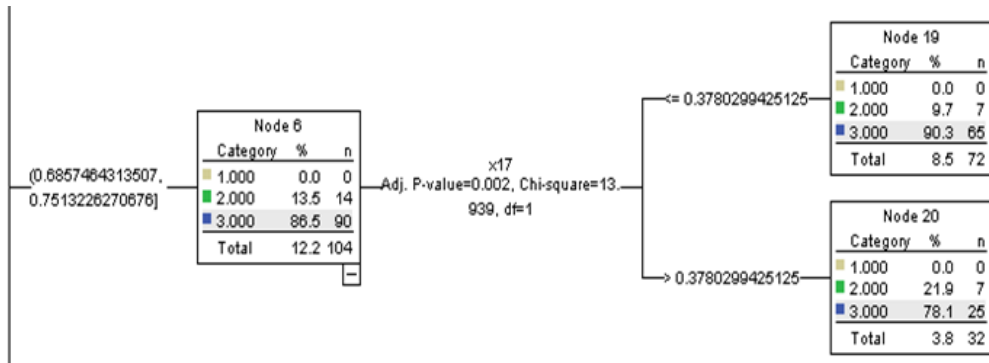 (0.6857464313507,
0.7513226270676]
Node 6
Category % n
1.000 0.0 0
2.000 13.5 14
3.000 86.5 90
Total 12.2 104
x17
Adj. P-value=0.002, Chi-square=13.
939, df=1
<= 0.3780299425125
Node 19
Category % n
1.000 0.0 0
2.000 9.7 7
3.000 90.3 65
Total 8.5 72
> 0.3780299425125
Node 20
Category % n
1.000 0.0 0
2.000 21.9 7
3.000 78.1 25
Total 3.8 32